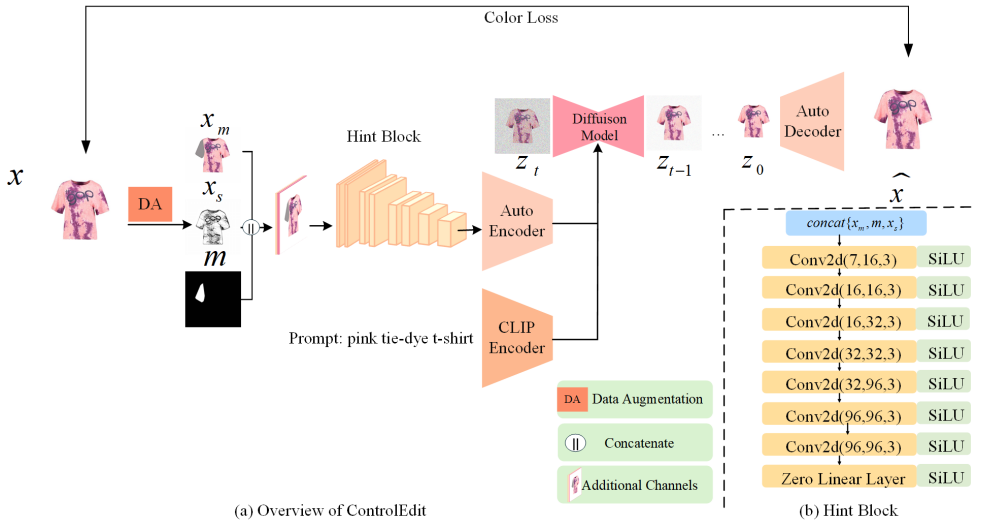 Color Loss
x
DA
x_m
x_s
m
||
Hint Block
Auto
Encoder
Prompt: pink tie-dye t-shirt
CLIP
Encoder
z_t
Diffuison
Model
z_{t-1}
...
z_0
Auto
Decoder
\hat{x}
DA Data Augmentation
|| Concatenate
Additional Channels
(a) Overview of ControlEdit
concat{x_m, m, x_s}
Conv2d(7,16,3) SiLU
Conv2d(16,16,3) SiLU
Conv2d(16,32,3) SiLU
Conv2d(32,32,3) SiLU
Conv2d(32,96,3) SiLU
Conv2d(96,96,3) SiLU
Conv2d(96,96,3) SiLU
Zero Linear Layer SiLU
(b) Hint Block